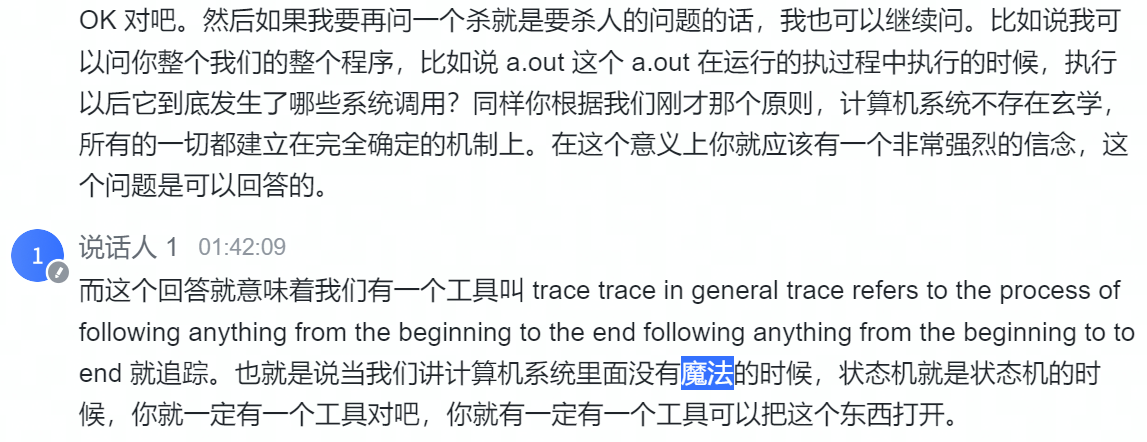 OK 对吧。然后如果我要再问一个杀就是要杀人的问题的话，我也可以继续问。比如说我可
以问你整个我们的整个程序，比如说 a.out 这个 a.out 在运行的执过程中执行的时候，执行
以后它到底发生了哪些系统调用？同样你根据我们刚才那个原则，计算机系统不存在玄学，
所有的一切都建立在完全确定的机制上。在这个意义上你就应该有一个非常强烈的信念，这
个问题是可以回答的。
1
说话人 1 01:42:09
而这个回答就意味着我们有一个工具叫 trace trace in general trace refers to the process of
following anything from the beginning to the end following anything from the beginning to to
end 就追踪。也就是说当我们讲计算机系统里面没有魔法的时候，状态机就是状态机的时
候，你就一定有一个工具对吧，你就有一定有一个工具可以把这个东西打开。